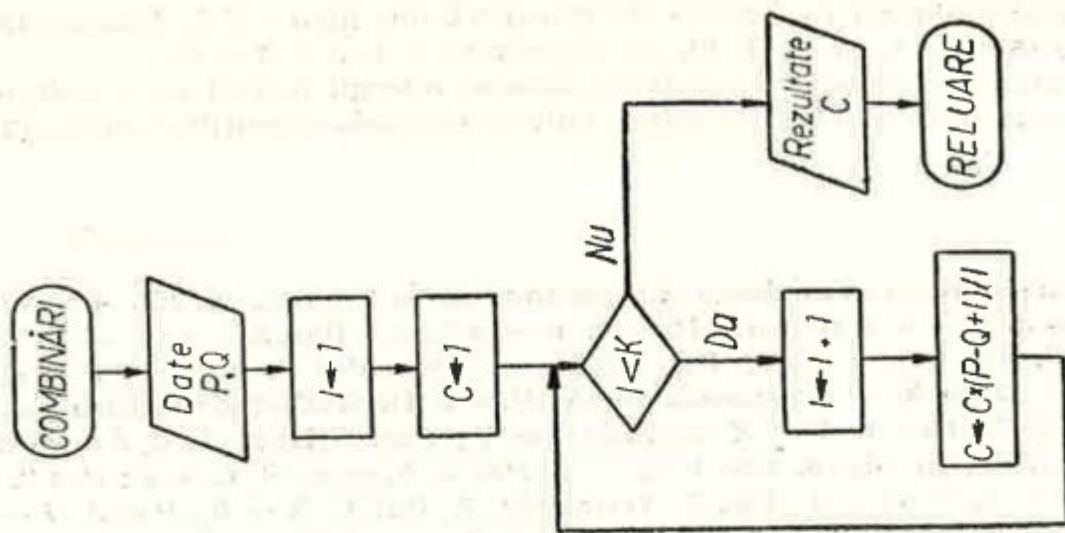 COMBINĂRI
Date
P,Q
I ← 1
C ← 1
I < K
Nu
Da
Rezultate
C
RELUARE
I ← I + 1
C ← C*(P-Q+I)/I